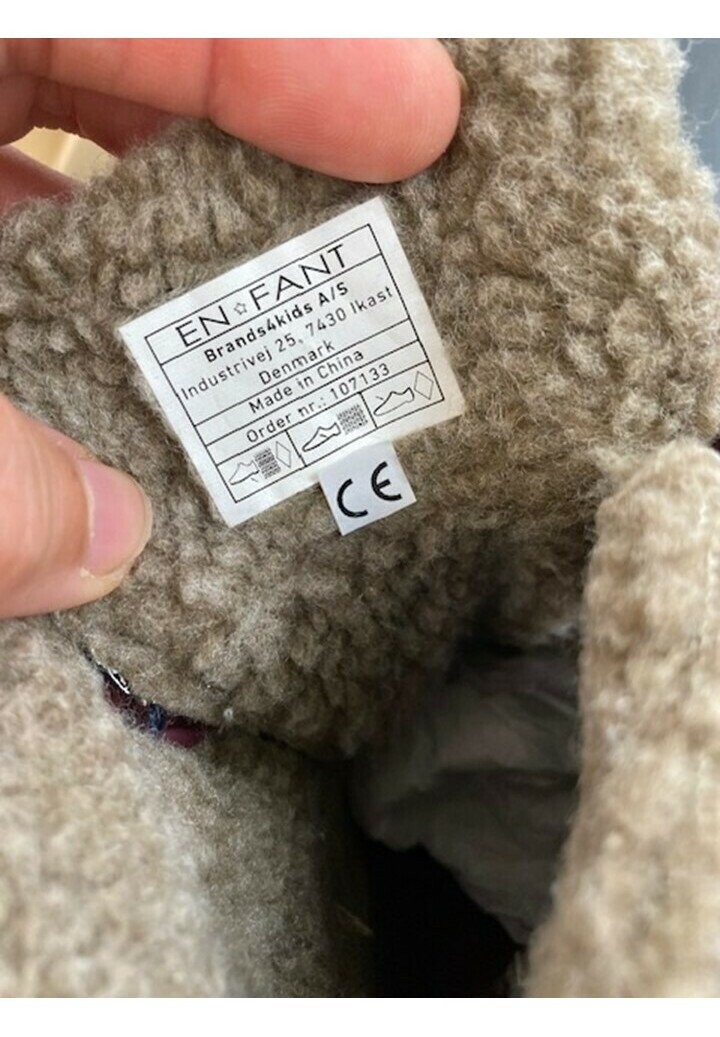 EN☆FANT
Brands4kids A/S
Industrivej 25, 7430 Ikast
Denmark
Made in China
Order nr.: 107133
CE